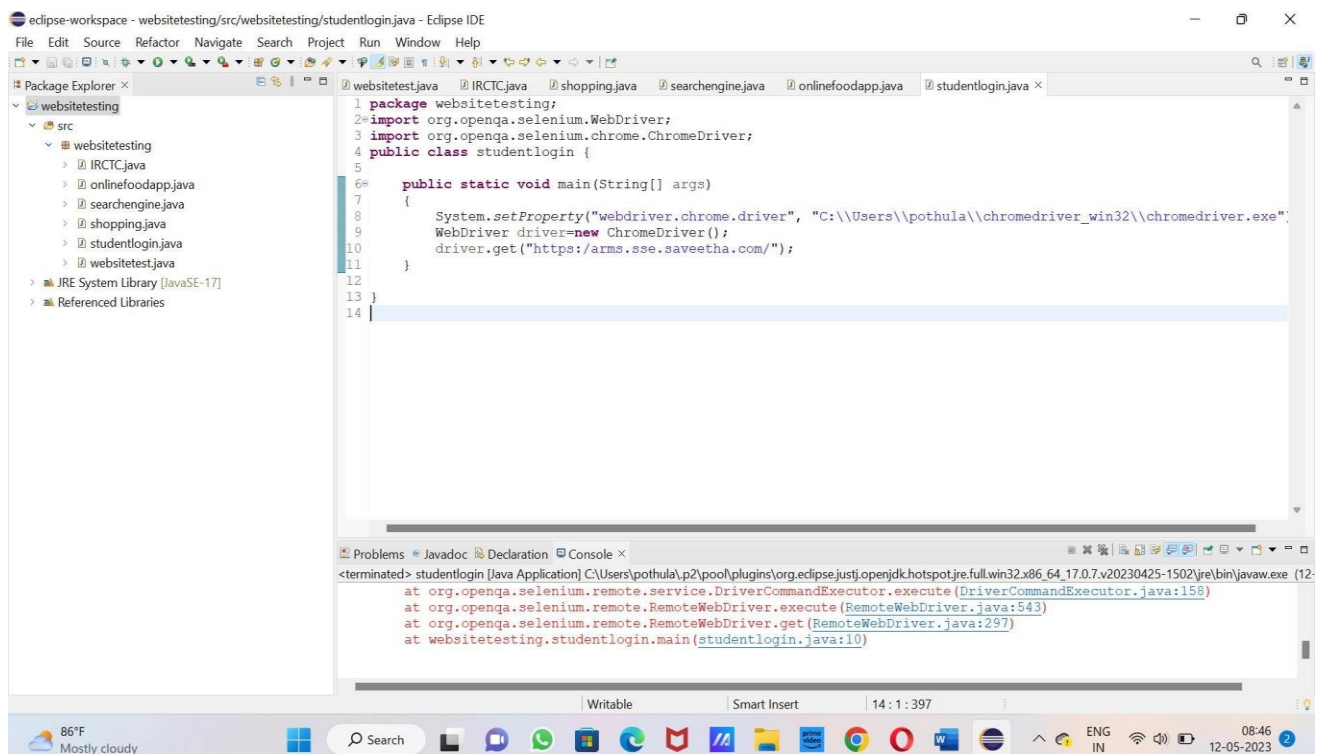 eclipse-workspace - websitetesting/src/websitetesting/studentlogin.java - Eclipse IDE
File Edit Source Refactor Navigate Search Project Run Window Help
Package Explorer
websitetesting
src
websitetesting
IRCTC.java
onlinefoodapp.java
searchengine.java
shopping.java
studentlogin.java
websitetest.java
JRE System Library [JavaSE-17]
Referenced Libraries
websitetest.java IRCTC.java shopping.java searchengine.java onlinefoodapp.java studentlogin.java
1 package websitetesting;
2 import org.openqa.selenium.WebDriver;
3 import org.openqa.selenium.chrome.ChromeDriver;
4 public class studentlogin {
5
6 public static void main(String[] args)
7 {
8 System.setProperty("webdriver.chrome.driver", "C:\\Users\\pothula\\chromedriver_win32\\chromedriver.exe")
9 WebDriver driver=new ChromeDriver();
10 driver.get("https:/arms.sse.saveetha.com/");
11 }
12
13 }
14
Problems Javadoc Declaration Console
<terminated> studentlogin [Java Application] C:\Users\pothula\.p2\pool\plugins\org.eclipse.justj.openjdk.hotspot.jre.full.win32.x86_64_17.0.7.v20230425-1502\jre\bin\javaw.exe (12-
at org.openqa.selenium.remote.service.DriverCommandExecutor.execute(DriverCommandExecutor.java:158)
at org.openqa.selenium.remote.RemoteWebDriver.execute(RemoteWebDriver.java:543)
at org.openqa.selenium.remote.RemoteWebDriver.get(RemoteWebDriver.java:297)
at websitetesting.studentlogin.main(studentlogin.java:10)
Writable Smart Insert 14 : 1 : 397
86°F
Mostly cloudy
Search
prime video
ENG
IN
08:46
12-05-2023
2